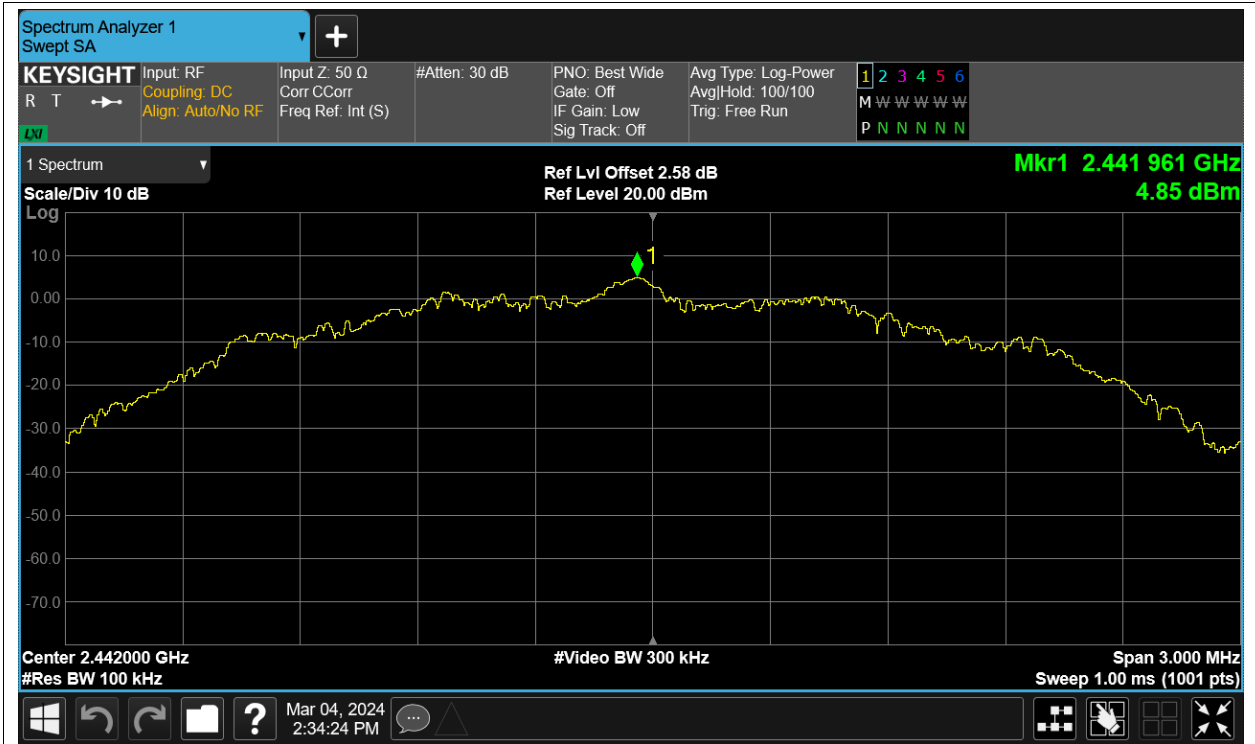 Spectrum Analyzer 1
Swept SA
KEYSIGHT
R T
LXI
Input: RF
Coupling: DC
Align: Auto/No RF
Input Z: 50 Ω
Corr CCorr
Freq Ref: Int (S)
#Atten: 30 dB
PNO: Best Wide
Gate: Off
IF Gain: Low
Sig Track: Off
Avg Type: Log-Power
Avg|Hold: 100/100
Trig: Free Run
1 2 3 4 5 6
M W W W W W
P N N N N N
1 Spectrum
Scale/Div 10 dB
Log
Ref Lvl Offset 2.58 dB
Ref Level 20.00 dBm
Mkr1 2.441 961 GHz
4.85 dBm
1
10.0
0.00
-10.0
-20.0
-30.0
-40.0
-50.0
-60.0
-70.0
Center 2.442000 GHz
#Video BW 300 kHz
Span 3.000 MHz
#Res BW 100 kHz
Sweep 1.00 ms (1001 pts)
?
Mar 04, 2024
2:34:24 PM